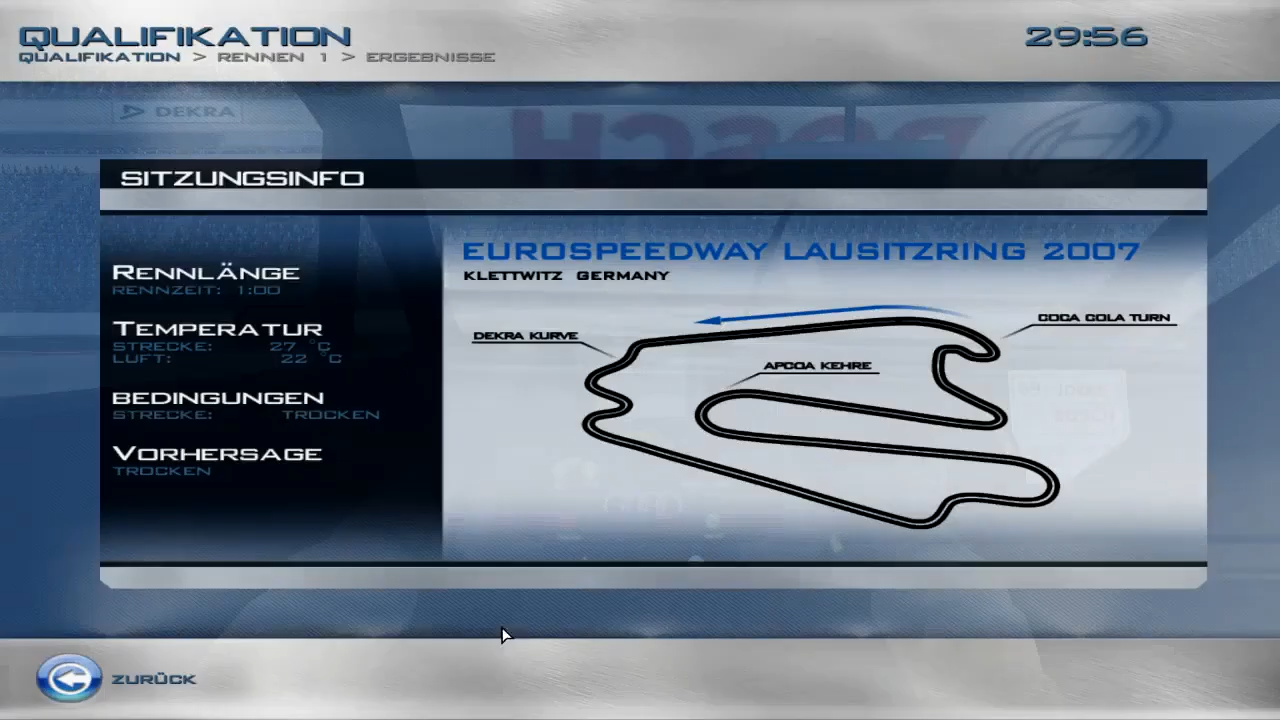 QUALIFIKATION
29:56
QUALIFIKATION > RENNEN 1 > ERGEBNISSE
DEKRA
BOSCH
SITZUNGSINFO
EUROSPEEDWAY LAUSITZRING 2007
KLETTWITZ GERMANY
RENNLÄNGE
RENNZEIT: 1:00
TEMPERATUR
STRECKE: 27 °C
LUFT: 22 °C
BEDINGUNGEN
STRECKE: TROCKEN
VORHERSAGE
TROCKEN
COCA COLA TURN
DEKRA KURVE
APCOA KEHRE
ZURÜCK